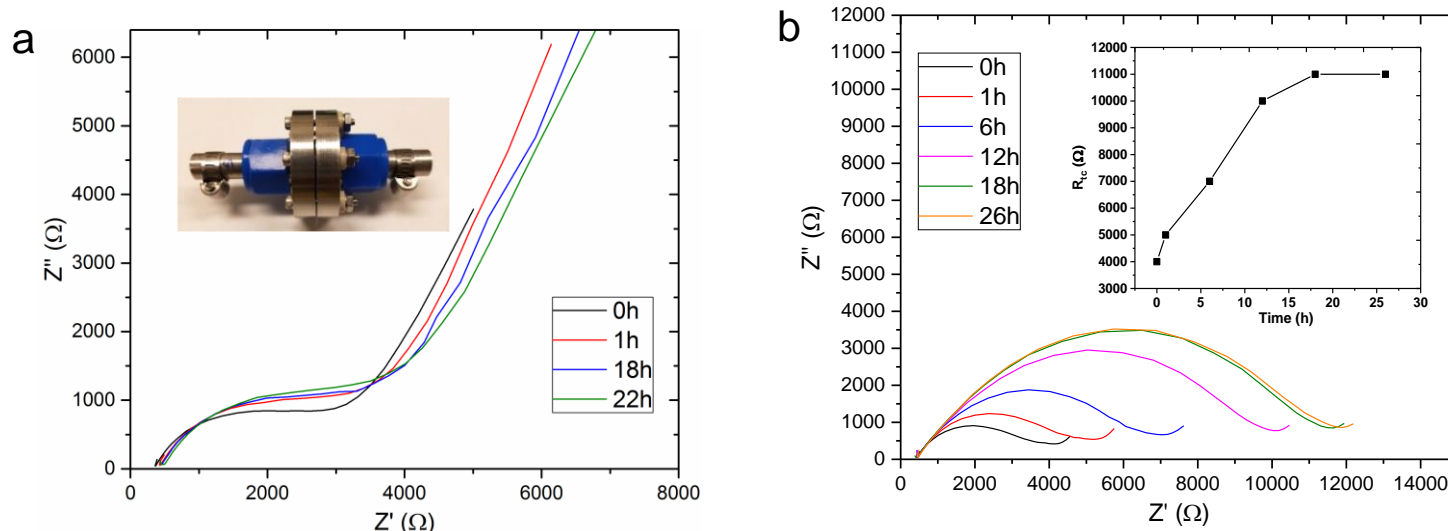 a
6000
5000
4000
3000
2000
1000
0
Z'' (Ω)
0h
1h
18h
22h
0 2000 4000 6000 8000
Z' (Ω)
b
12000
11000
10000
9000
8000
7000
6000
5000
4000
3000
2000
1000
0
Z'' (Ω)
0h
1h
6h
12h
18h
26h
12000
11000
10000
9000
8000
7000
6000
5000
4000
3000
R_tc (Ω)
0 5 10 15 20 25 30
Time (h)
0 2000 4000 6000 8000 10000 12000 14000
Z' (Ω)